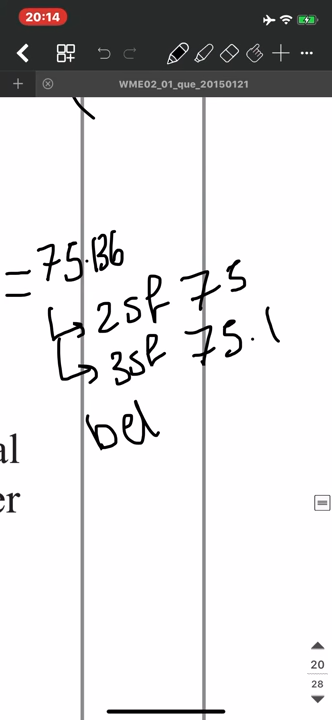 20:14
WME02_01_que_20150121
= 75.136
↳ 2sf 75
↳ 3sf 75.1
bel
al
er
20
28